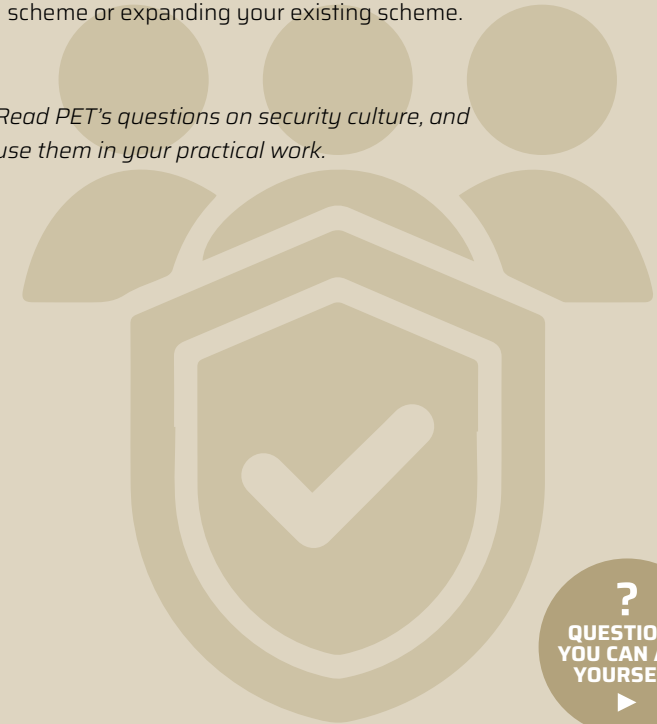 scheme or expanding your existing scheme.
Read PET's questions on security culture, and
use them in your practical work.
?
QUESTIO
YOU CAN A
YOURSE